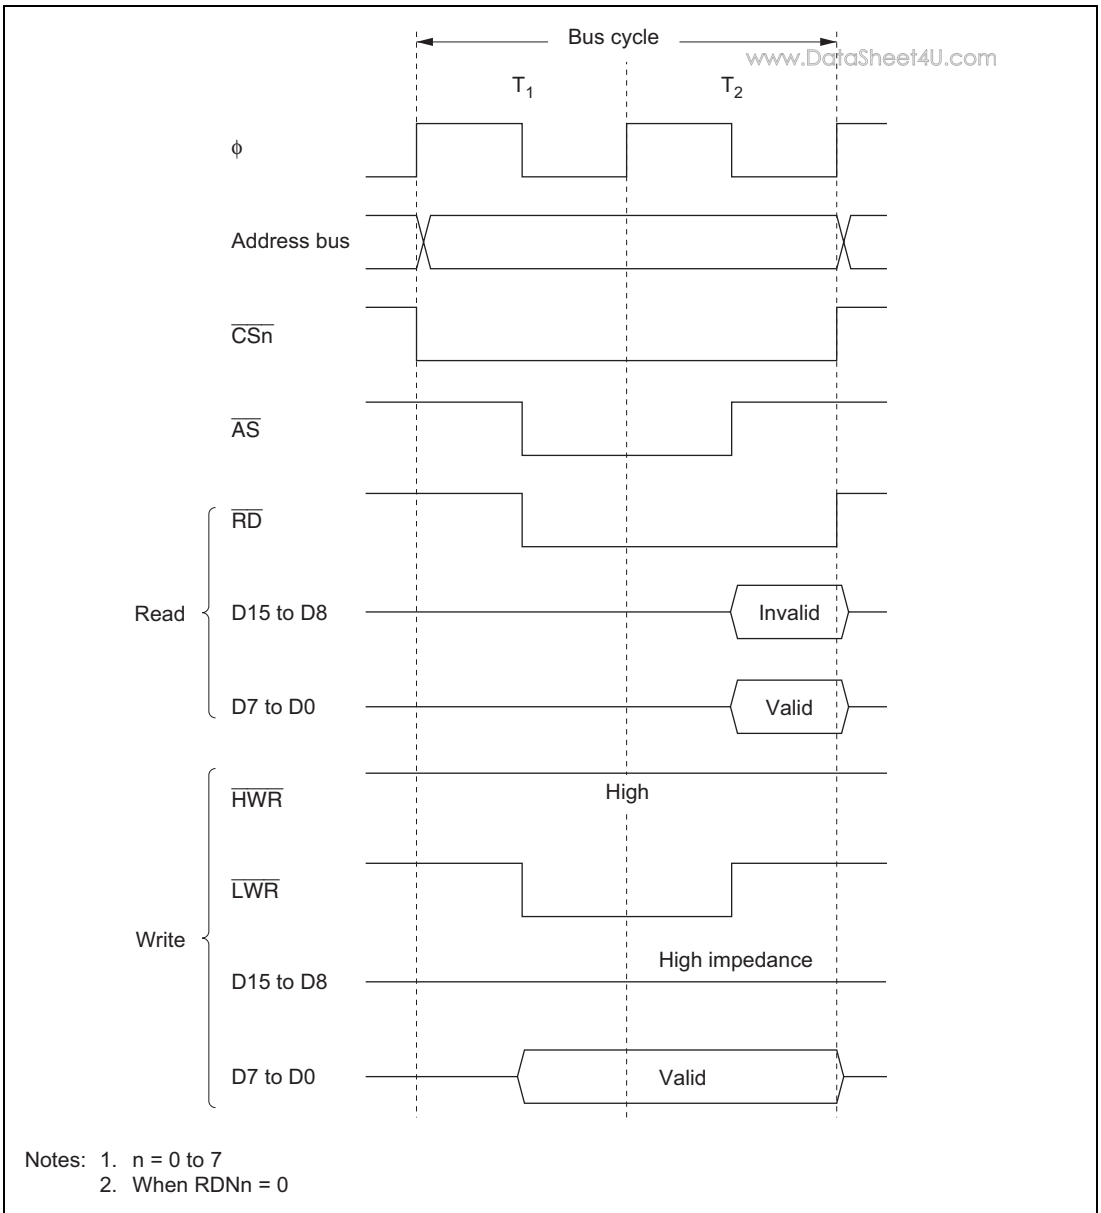 Bus cycle
www.DataSheet4U.com
T1
T2
ϕ
Address bus
CSn
AS
RD
Read
D15 to D8
Invalid
D7 to D0
Valid
HWR
High
LWR
Write
High impedance
D15 to D8
D7 to D0
Valid
Notes: 1. n = 0 to 7
2. When RDNn = 0